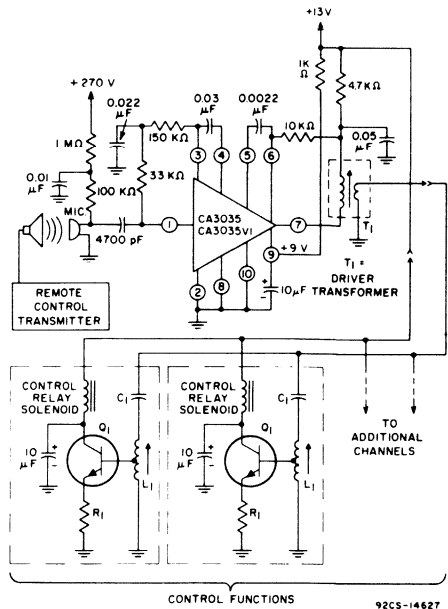 +13V
+270 V
0.022
µF
150 KΩ
0.03
µF
0.0022
µF
1K
Ω
4.7KΩ
10KΩ
0.05
µF
1 MΩ
0.01
µF
33KΩ
100 KΩ
MIC.
4700 pF
3
4
5
6
CA3035
CA3035V1
1
7
2
8
10
9
+9 V
10µF
+
-
T1
T1 =
DRIVER
TRANSFORMER
REMOTE
CONTROL
TRANSMITTER
CONTROL
RELAY
SOLENOID
C1
Q1
10
µF
+
-
L1
R1
CONTROL
RELAY
SOLENOID
C1
Q1
10
µF
+
-
L1
R1
TO
ADDITIONAL
CHANNELS
CONTROL FUNCTIONS
92CS-14627